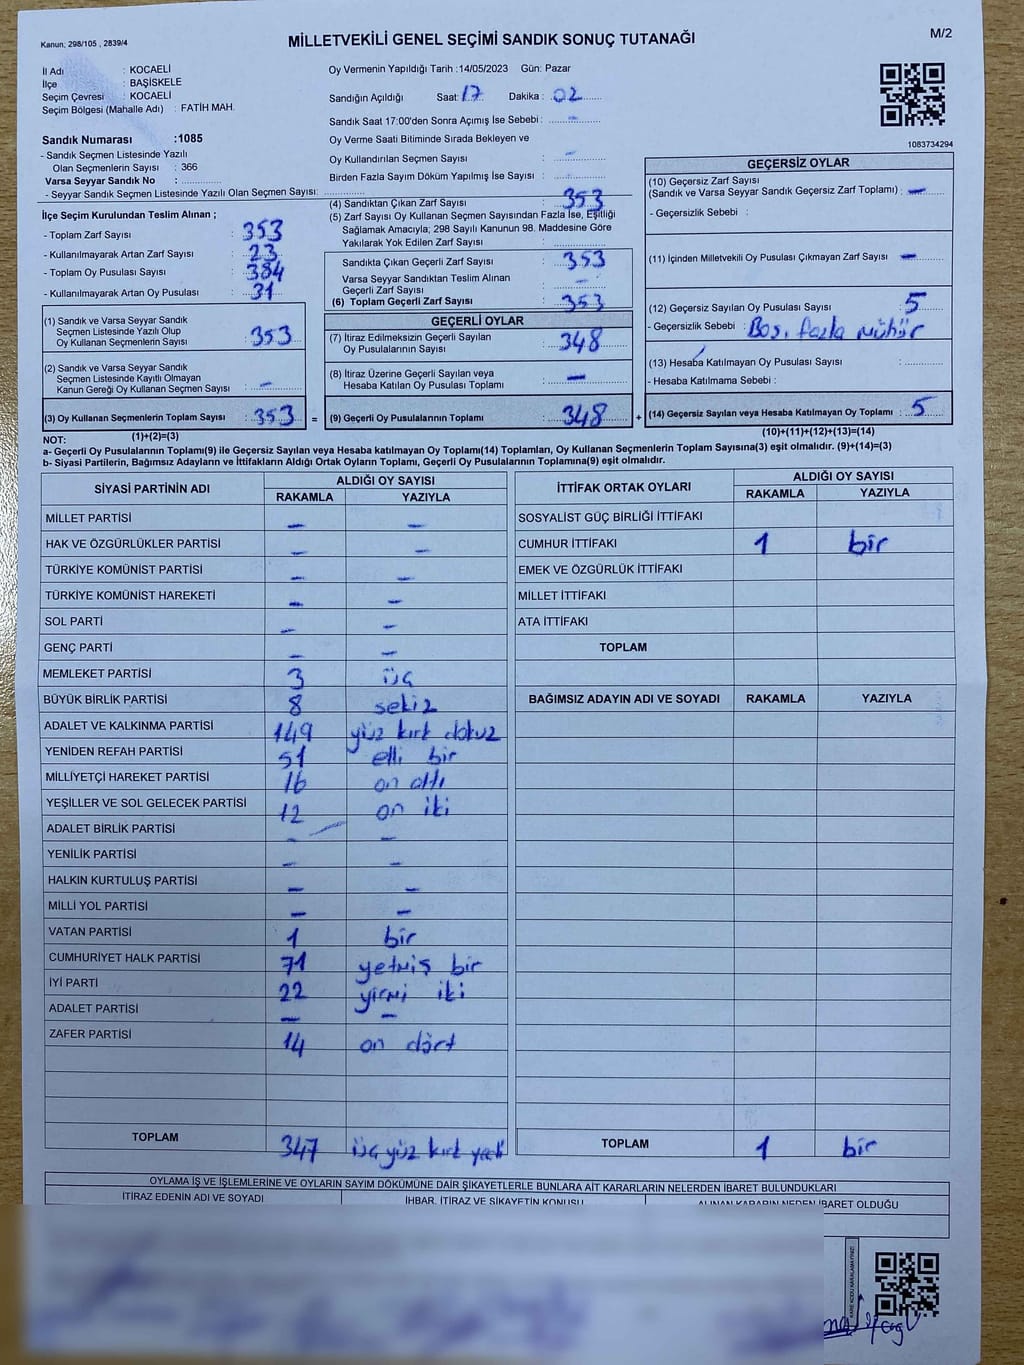 Kanun; 298/105 , 2839/4
MİLLETVEKİLİ GENEL SEÇİMİ SANDIK SONUÇ TUTANAĞI
M/2
İl Adı : KOCAELİ
İlçe : BAŞİSKELE
Seçim Çevresi : KOCAELİ
Seçim Bölgesi (Mahalle Adı) : FATİH MAH.
Sandık Numarası :1085
- Sandık Seçmen Listesinde Yazılı
Olan Seçmenlerin Sayısı : 366
Varsa Seyyar Sandık No :
- Seyyar Sandık Seçmen Listesinde Yazılı Olan Seçmen Sayısı:
Oy Vermenin Yapıldığı Tarih :14/05/2023 Gün: Pazar
Sandığın Açıldığı Saat: 17 Dakika : 02
Sandık Saat 17:00'den Sonra Açımış İse Sebebi : -
Oy Verme Saati Bitiminde Sırada Bekleyen ve
Oy Kullandırılan Seçmen Sayısı : -
Birden Fazla Sayım Döküm Yapılmış İse Sayısı : -
1083734294
İlçe Seçim Kurulundan Teslim Alınan ;
- Toplam Zarf Sayısı : 353
- Kullanılmayarak Artan Zarf Sayısı : 23
- Toplam Oy Pusulası Sayısı : 384
- Kullanılmayarak Artan Oy Pusulası : 31
(1) Sandık ve Varsa Seyyar Sandık
Seçmen Listesinde Yazılı Olup
Oy Kullanan Seçmenlerin Sayısı : 353
(2) Sandık ve Varsa Seyyar Sandık
Seçmen Listesinde Kayıtlı Olmayan
Kanun Gereği Oy Kullanan Seçmen Sayısı : -
(3) Oy Kullanan Seçmenlerin Toplam Sayısı : 353 =
(1)+(2)=(3)
(4) Sandıktan Çıkan Zarf Sayısı : 353
(5) Zarf Sayısı Oy Kullanan Seçmen Sayısından Fazla İse, Eşitliği
Sağlamak Amacıyla; 298 Sayılı Kanunun 98. Maddesine Göre
Yakılarak Yok Edilen Zarf Sayısı :
Sandıkta Çıkan Geçerli Zarf Sayısı : 353
Varsa Seyyar Sandıktan Teslim Alınan
Geçerli Zarf Sayısı : -
(6) Toplam Geçerli Zarf Sayısı : 353
GEÇERLİ OYLAR
(7) İtiraz Edilmeksizin Geçerli Sayılan
Oy Pusulalarının Sayısı : 348
(8) İtiraz Üzerine Geçerli Sayılan veya
Hesaba Katılan Oy Pusulası Toplamı : -
(9) Geçerli Oy Pusulalarının Toplamı : 348 +
GEÇERSİZ OYLAR
(10) Geçersiz Zarf Sayısı
(Sandık ve Varsa Seyyar Sandık Geçersiz Zarf Toplamı) : -
- Geçersizlik Sebebi :
(11) İçinden Milletvekili Oy Pusulası Çıkmayan Zarf Sayısı : -
(12) Geçersiz Sayılan Oy Pusulası Sayısı : 5
- Geçersizlik Sebebi : Boş, fazla mühür
(13) Hesaba Katılmayan Oy Pusulası Sayısı :
- Hesaba Katılmama Sebebi :
(14) Geçersiz Sayılan veya Hesaba Katılmayan Oy Toplamı : 5
(10)+(11)+(12)+(13)=(14)
NOT:
a- Geçerli Oy Pusulalarının Toplamı(9) ile Geçersiz Sayılan veya Hesaba katılmayan Oy Toplamı(14) Toplamları, Oy Kullanan Seçmenlerin Toplam Sayısına(3) eşit olmalıdır. (9)+(14)=(3)
b- Siyasi Partilerin, Bağımsız Adayların ve İttifakların Aldığı Ortak Oyların Toplamı, Geçerli Oy Pusulalarının Toplamına(9) eşit olmalıdır.
SİYASİ PARTİNİN ADI ALDIĞI OY SAYISI
RAKAMLA YAZIYLA
MİLLET PARTİSİ - -
HAK VE ÖZGÜRLÜKLER PARTİSİ - -
TÜRKİYE KOMÜNİST PARTİSİ - -
TÜRKİYE KOMÜNİST HAREKETİ - -
SOL PARTİ - -
GENÇ PARTİ - -
MEMLEKET PARTİSİ 3 üç
BÜYÜK BİRLİK PARTİSİ 8 sekiz
ADALET VE KALKINMA PARTİSİ 149 yüz kırk dokuz
YENİDEN REFAH PARTİSİ 51 elli bir
MİLLİYETÇİ HAREKET PARTİSİ 16 on altı
YEŞİLLER VE SOL GELECEK PARTİSİ 12 on iki
ADALET BİRLİK PARTİSİ - -
YENİLİK PARTİSİ - -
HALKIN KURTULUŞ PARTİSİ - -
MİLLİ YOL PARTİSİ - -
VATAN PARTİSİ 1 bir
CUMHURİYET HALK PARTİSİ 71 yetmiş bir
İYİ PARTİ 22 yirmi iki
ADALET PARTİSİ - -
ZAFER PARTİSİ 14 on dört
TOPLAM 347 üç yüz kırk yedi
İTTİFAK ORTAK OYLARI ALDIĞI OY SAYISI
RAKAMLA YAZIYLA
SOSYALİST GÜÇ BİRLİĞİ İTTİFAKI
CUMHUR İTTİFAKI 1 bir
EMEK VE ÖZGÜRLÜK İTTİFAKI
MİLLET İTTİFAKI
ATA İTTİFAKI
TOPLAM
BAĞIMSIZ ADAYIN ADI VE SOYADI RAKAMLA YAZIYLA
TOPLAM 1 bir
OYLAMA İŞ VE İŞLEMLERİNE VE OYLARIN SAYIM DÖKÜMÜNE DAİR ŞİKAYETLERLE BUNLARA AİT KARARLARIN NELERDEN İBARET BULUNDUKLARI
İTİRAZ EDENİN ADI VE SOYADI İHBAR, İTİRAZ VE ŞİKAYETİN KONUSU ALINAN KARARIN NEDEN İBARET OLDUĞU